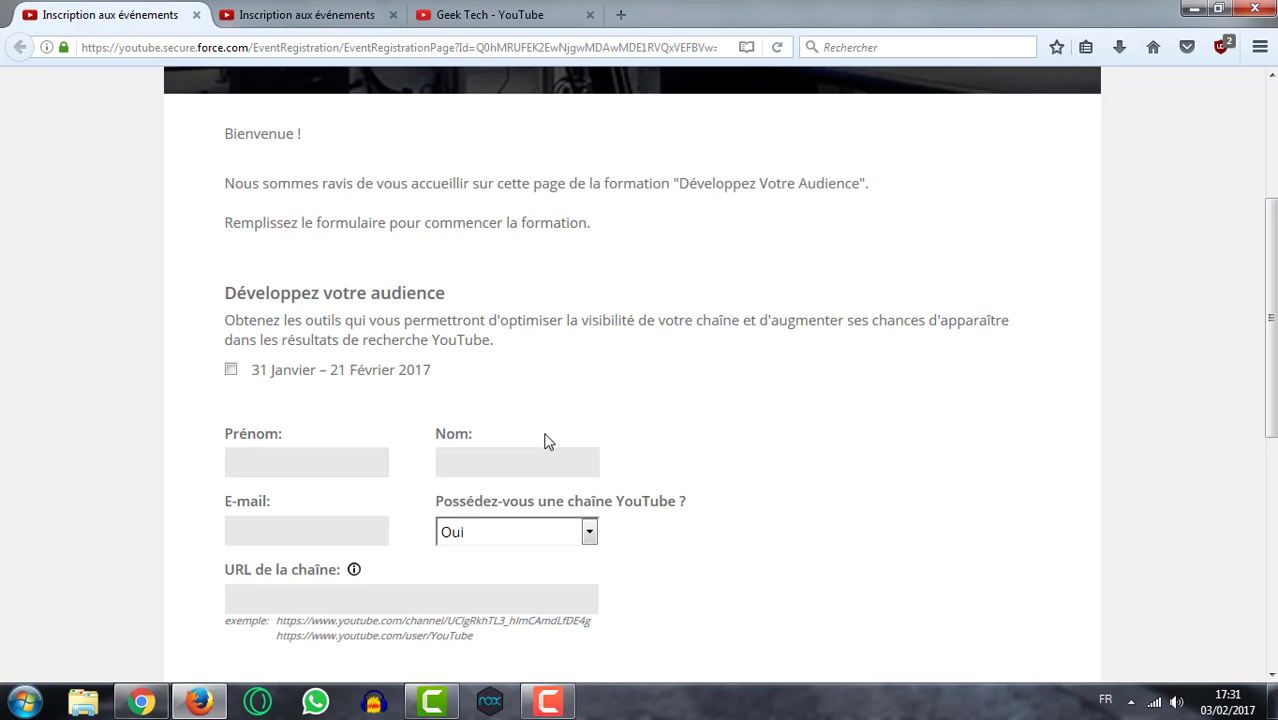 Inscription aux événements
Inscription aux événements
Geek Tech - YouTube
https://youtube.secure.force.com/EventRegistration/EventRegistrationPage?Id=Q0hMRUFEK2EwNjgwMDAwMDE1RVQxVEFBVw=
Rechercher
2
Bienvenue !
Nous sommes ravis de vous accueillir sur cette page de la formation "Développez Votre Audience".
Remplissez le formulaire pour commencer la formation.
Développez votre audience
Obtenez les outils qui vous permettront d'optimiser la visibilité de votre chaîne et d'augmenter ses chances d'apparaître
dans les résultats de recherche YouTube.
31 Janvier – 21 Février 2017
Prénom: Nom:
E-mail: Possédez-vous une chaîne YouTube ?
Oui
URL de la chaîne:
exemple: https://www.youtube.com/channel/UCIgRkhTL3_hImCAmdLfDE4g
https://www.youtube.com/user/YouTube
nox
FR
17:31
03/02/2017